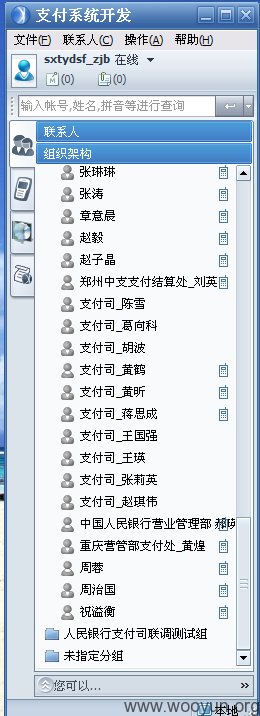 支付系统开发
文件(F) 联系人(C) 操作(A) 帮助(H)
sxtydsf_zjb 在线
(0) (0)
输入帐号,姓名,拼音等进行查询
联系人
组织架构
张琳琳
张涛
章意晨
赵毅
赵子晶
郑州中支支付结算处_刘英
支付司_陈雪
支付司_葛向科
支付司_胡波
支付司_黄鹤
支付司_黄昕
支付司_蒋思成
支付司_王国强
支付司_王瑛
支付司_张莉英
支付司_赵琪伟
中国人民银行营业管理部
重庆营管部支付处_黄煌
周蓉
周治国
祝溢衡
人民银行支付司联调测试组
未指定分组
您可以...
本地
www.wooyun.org